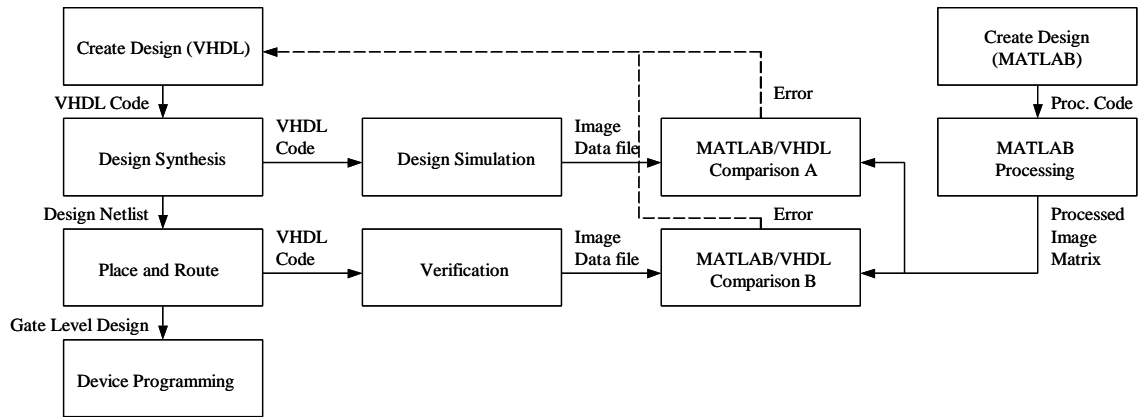 Create Design (VHDL)
Create Design
(MATLAB)
Error
VHDL Code
Proc. Code
VHDL
Code
Image
Data file
Design Synthesis
Design Simulation
MATLAB/VHDL
Comparison A
MATLAB
Processing
Design Netlist
Error
Processed
Image
Matrix
VHDL
Code
Image
Data file
Place and Route
Verification
MATLAB/VHDL
Comparison B
Gate Level Design
Device Programming